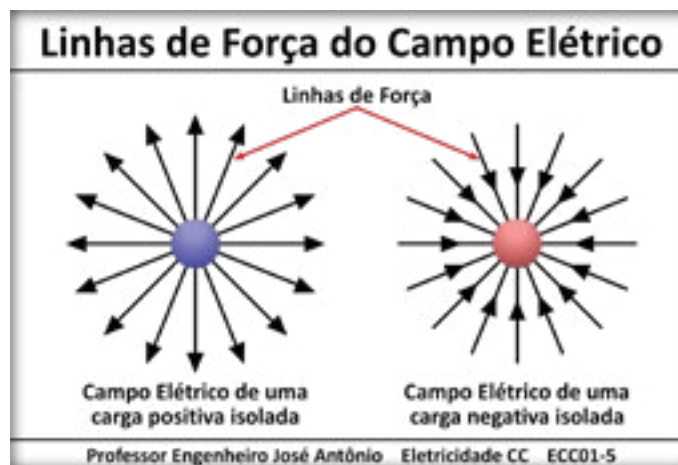 Linhas de Força do Campo Elétrico
Linhas de Força
Campo Elétrico de uma
carga positiva isolada
Campo Elétrico de uma
carga negativa isolada
Professor Engenheiro José Antônio Eletricidade CC ECC01-5